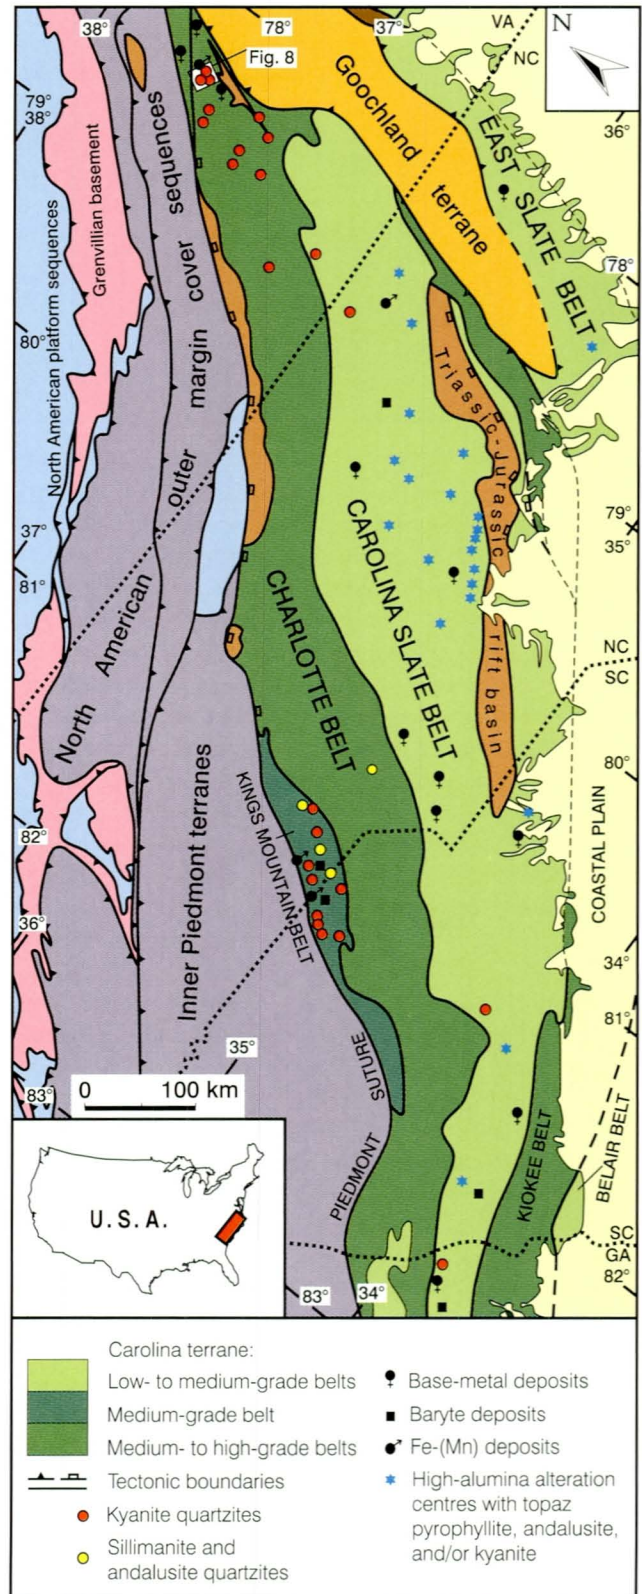 38°
78°
37°
VA
NC
N
Fig. 8
79°
38°
36°
Goochland
terrane
EAST SLATE BELT
78°
sequences
cover
margin
outer
North American
Grenvillian basement
North American platform sequences
80°
Triassic-Jurassic
rift basin
37°
81°
79°
35°
CAROLINA SLATE BELT
CHARLOTTE BELT
NC
SC
KINGS MOUNTAIN BELT
80°
82°
36°
Inner Piedmont terranes
COASTAL PLAIN
34°
81°
35°
0 100 km
83°
SUTURE
PIEDMONT
KIOKEE BELT
BELAIR BELT
U.S.A.
SC
GA
82°
83°
34°
Carolina terrane:
Low- to medium-grade belts
Medium-grade belt
Medium- to high-grade belts
Tectonic boundaries
Kyanite quartzites
Sillimanite and
andalusite quartzites
Base-metal deposits
Baryte deposits
Fe-(Mn) deposits
High-alumina alteration
centres with topaz
pyrophyllite, andalusite,
and/or kyanite